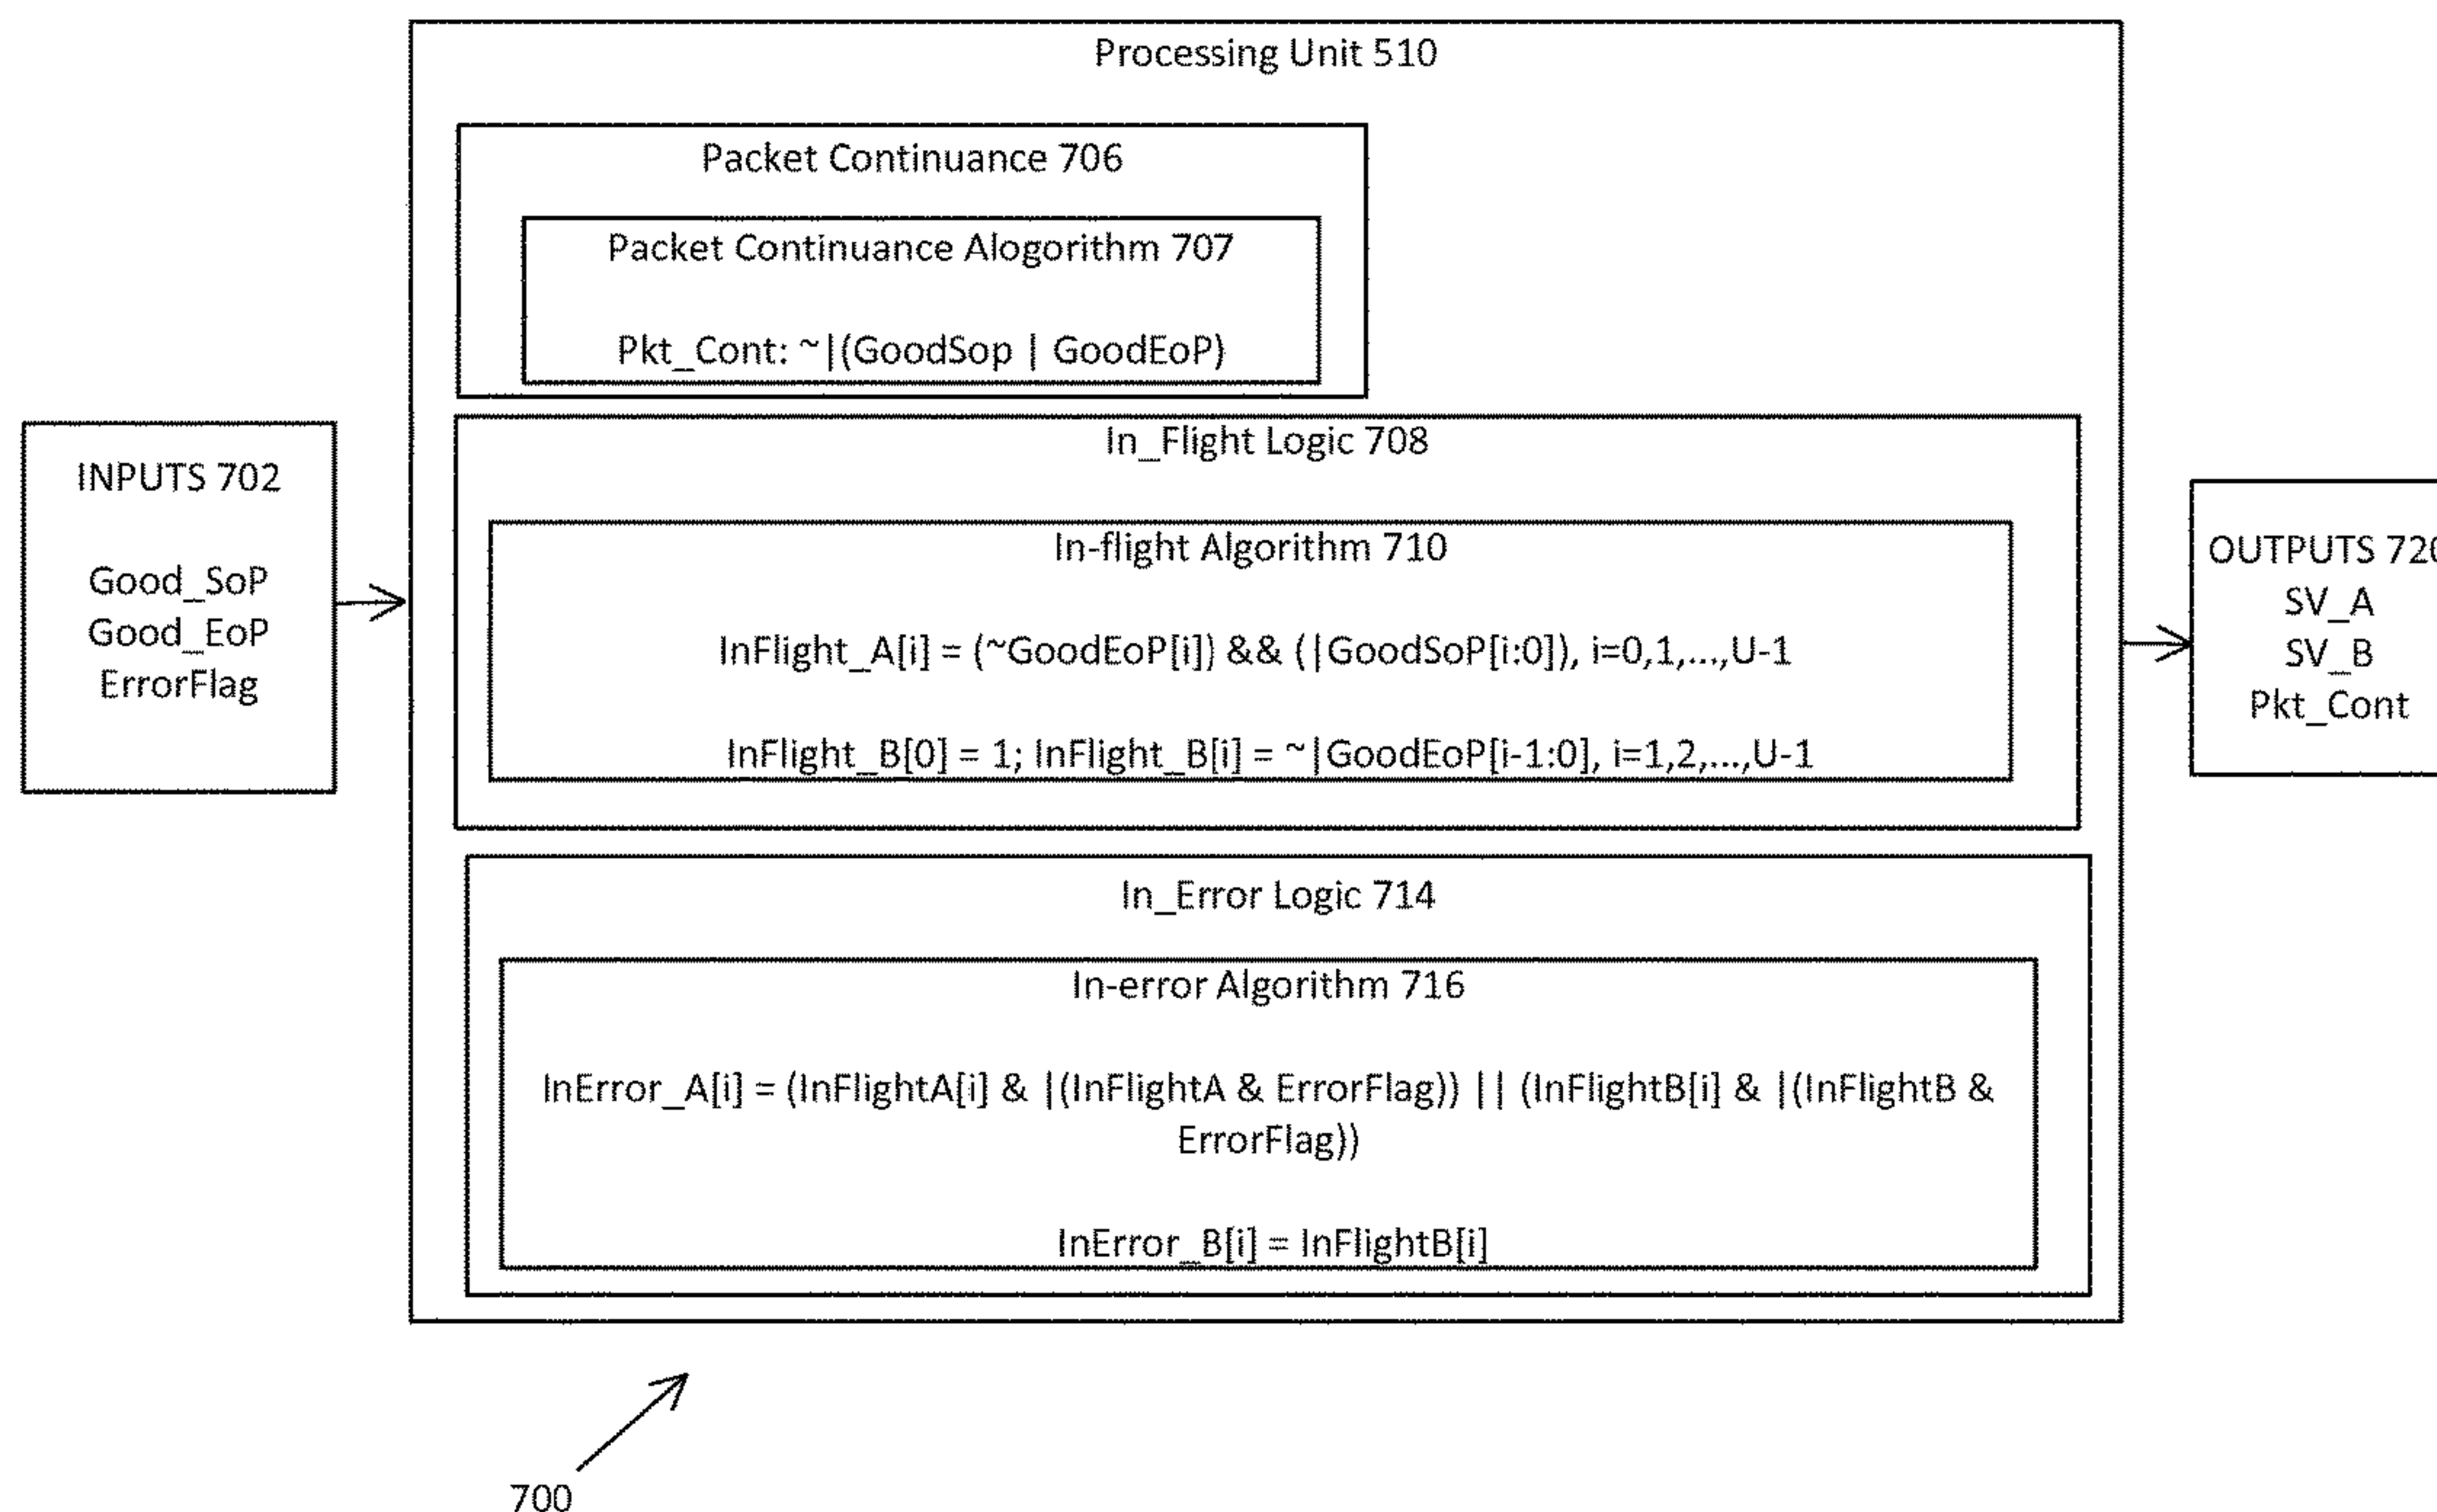 Processing Unit 510
Packet Continuance 706
Packet Continuance Alogorithm 707
Pkt_Cont: ~|(GoodSop | GoodEoP)
INPUTS 702
Good_SoP
Good_EoP
ErrorFlag
In_Flight Logic 708
In-flight Algorithm 710
InFlight_A[i] = (~GoodEoP[i]) && (|GoodSoP[i:0]), i=0,1,...,U-1
InFlight_B[0] = 1; InFlight_B[i] = ~|GoodEoP[i-1:0], i=1,2,...,U-1
OUTPUTS 720
SV_A
SV_B
Pkt_Cont
In_Error Logic 714
In-error Algorithm 716
InError_A[i] = (InFlightA[i] & |(InFlightA & ErrorFlag)) || (InFlightB[i] & |(InFlightB &
ErrorFlag))
InError_B[i] = InFlightB[i]
700